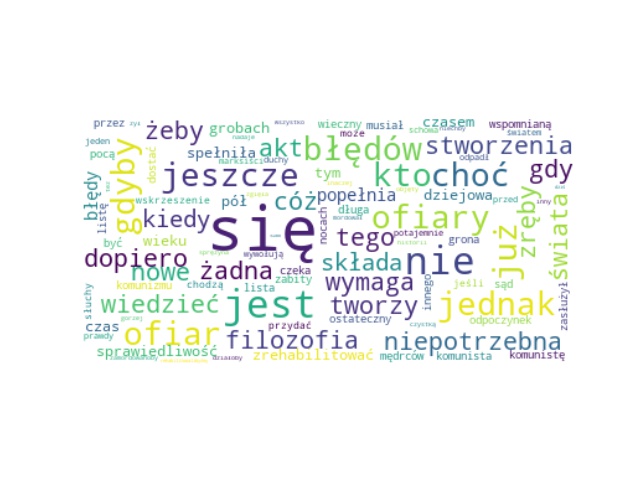 przez
żeby
grobach
wieczny
musiał
czasem
wspomnianą
jeden
pocą
spełniła
akt
błędów
może
stworzenia
światem
gdyby
dostać
marksiści
duchy
tym
odpadł
jeszcze
kto
choć
gdy
błędy
listę
wskrzeszenie
pół
cóż
popełnia
dziejowa
przed
inny
kiedy
się
nocach
długa
ofiary
zręby
świata
być
wieku
tego
grona
już
dopiero
nowe
żadna
wywołują
czeka
składa
nie
komunizmu
chodzą
lista
zabity
wymaga
innego
jeśli
sąd
słuchy
wiedzieć
jest
tworzy
jednak
zasłużył
czas
ofiar
przydać
ostateczny
odpoczynek
prawdy
filozofia
niepotrzebna
sprawiedliwość
zrehabilitować
mędrców
komunista
komunistę
potajemnie